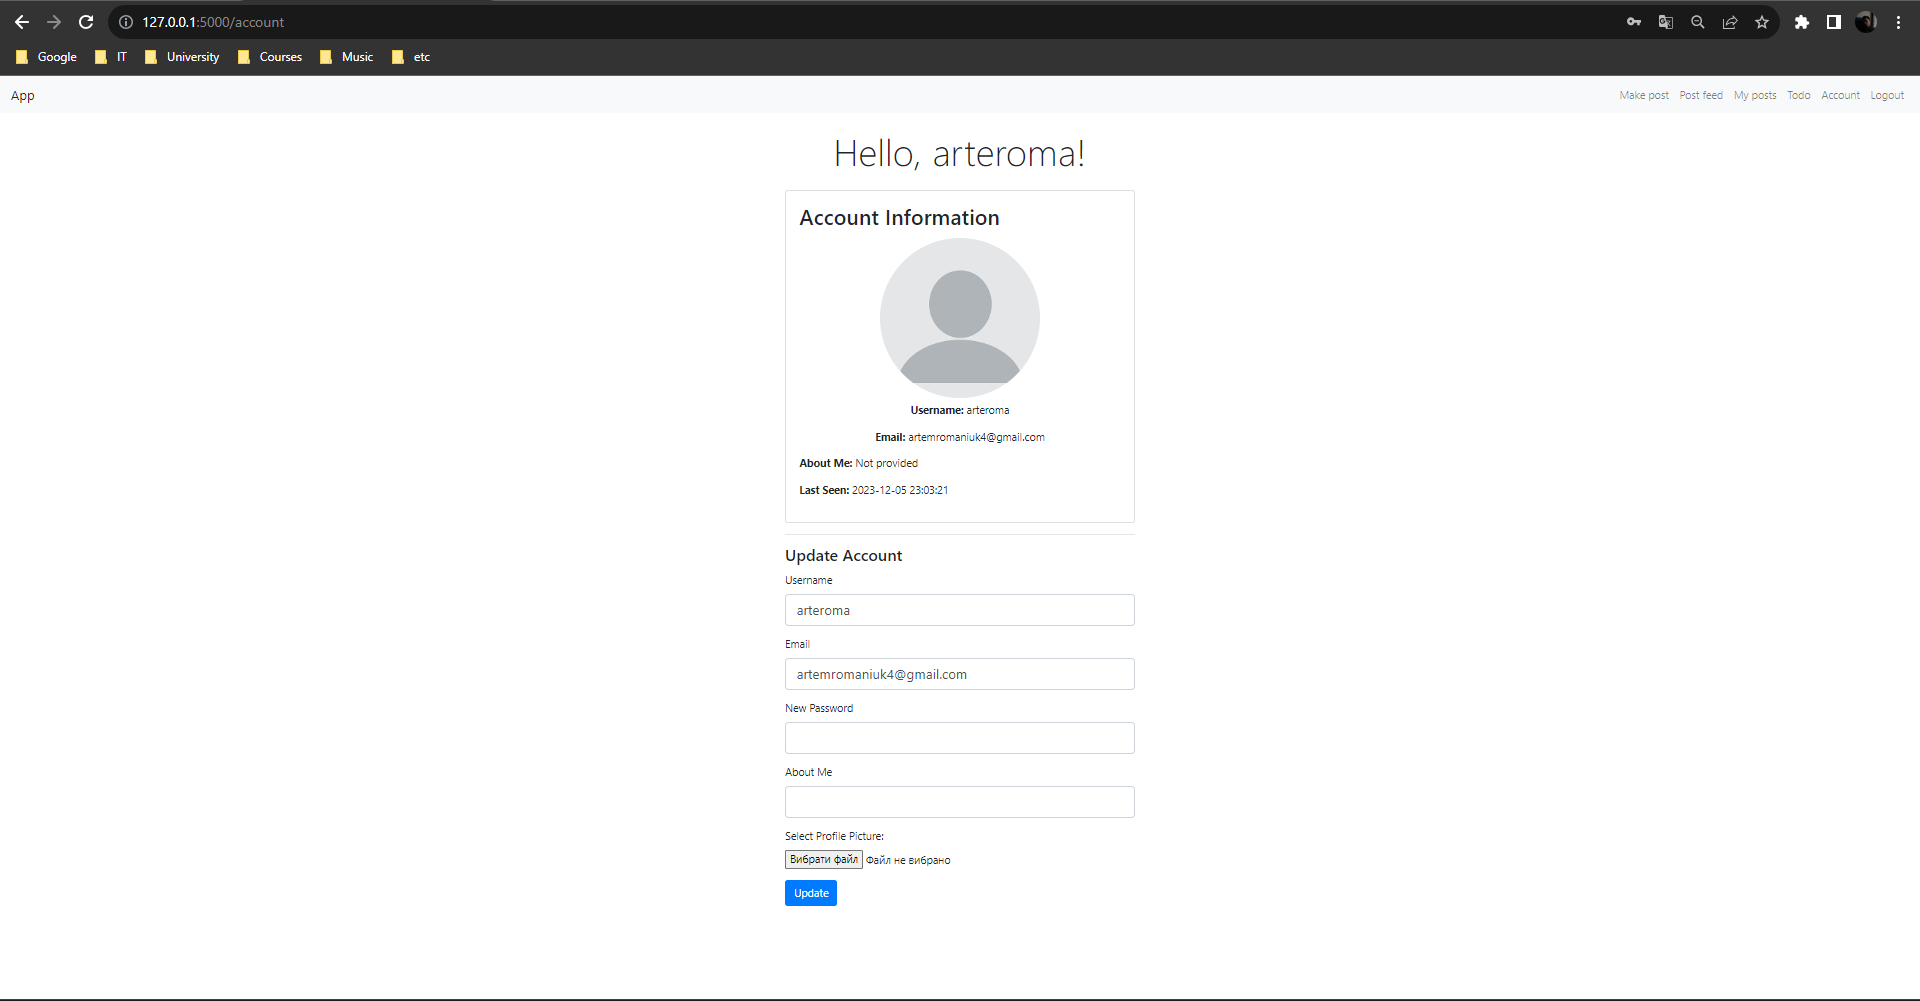 127.0.0.1:5000/account
Google IT University Courses Music etc
App Make post Post feed My posts Todo Account Logout
Hello, arteroma!
Account Information
Username: arteroma
Email: artemromaniuk4@gmail.com
About Me: Not provided
Last Seen: 2023-12-05 23:03:21
Update Account
Username
arteroma
Email
artemromaniuk4@gmail.com
New Password
About Me
Select Profile Picture:
Вибрати файл Файл не вибрано
Update